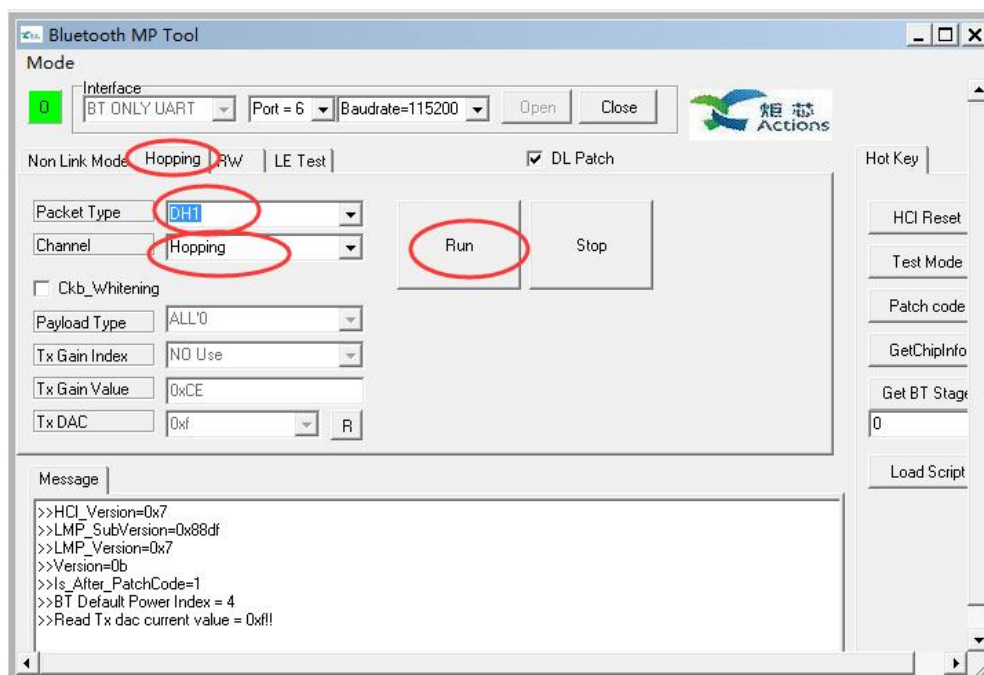 Bluetooth MP Tool
Mode
Interface
0 BT ONLY UART Port = 6 Baudrate=115200 Open Close
炬芯
Actions
Non Link Mode Hopping RW LE Test DL Patch Hot Key
Packet Type DH1
Channel Hopping
Run Stop
Ckb_Whitening
Payload Type ALL'0
Tx Gain Index NO Use
Tx Gain Value 0xCE
Tx DAC 0xf R
HCI Reset
Test Mode
Patch code
GetChipInfo
Get BT Stage
0
Load Script
Message
>>HCI_Version=0x7
>>LMP_SubVersion=0x88df
>>LMP_Version=0x7
>>Version=0b
>>Is_After_PatchCode=1
>>BT Default Power Index = 4
>>Read Tx dac current value = 0xf!!